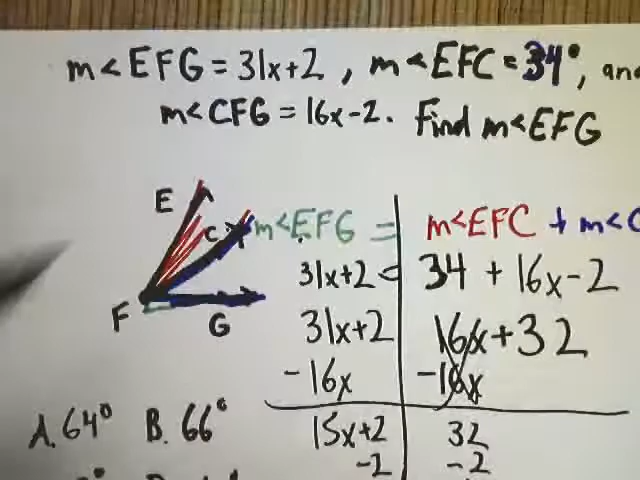 m<EFG = 31x+2, m<EFC = 34°, and
m<CFG = 16x-2. Find m<EFG
E
C
F
G
m<EFG = m<EFC + m<C
31x+2 = 34 + 16x-2
31x+2 16x+32
-16x -16x
15x+2 32
-2 -2
A. 64° B. 66°